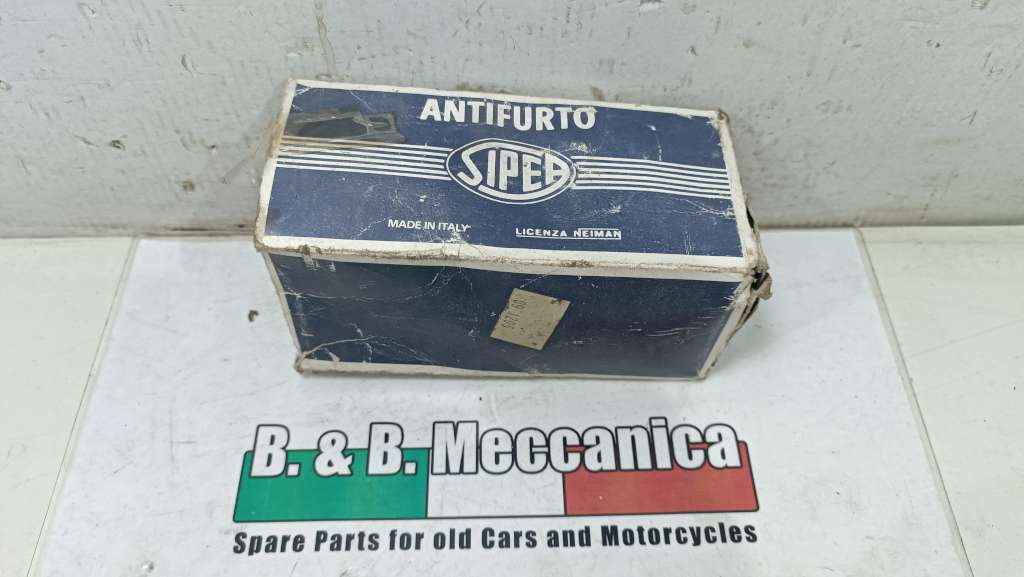 ANTIFURTO
SIPEA
MADE IN ITALY
LICENZA NEIMAN
B. & B. Meccanica
Spare Parts for old Cars and Motorcycles